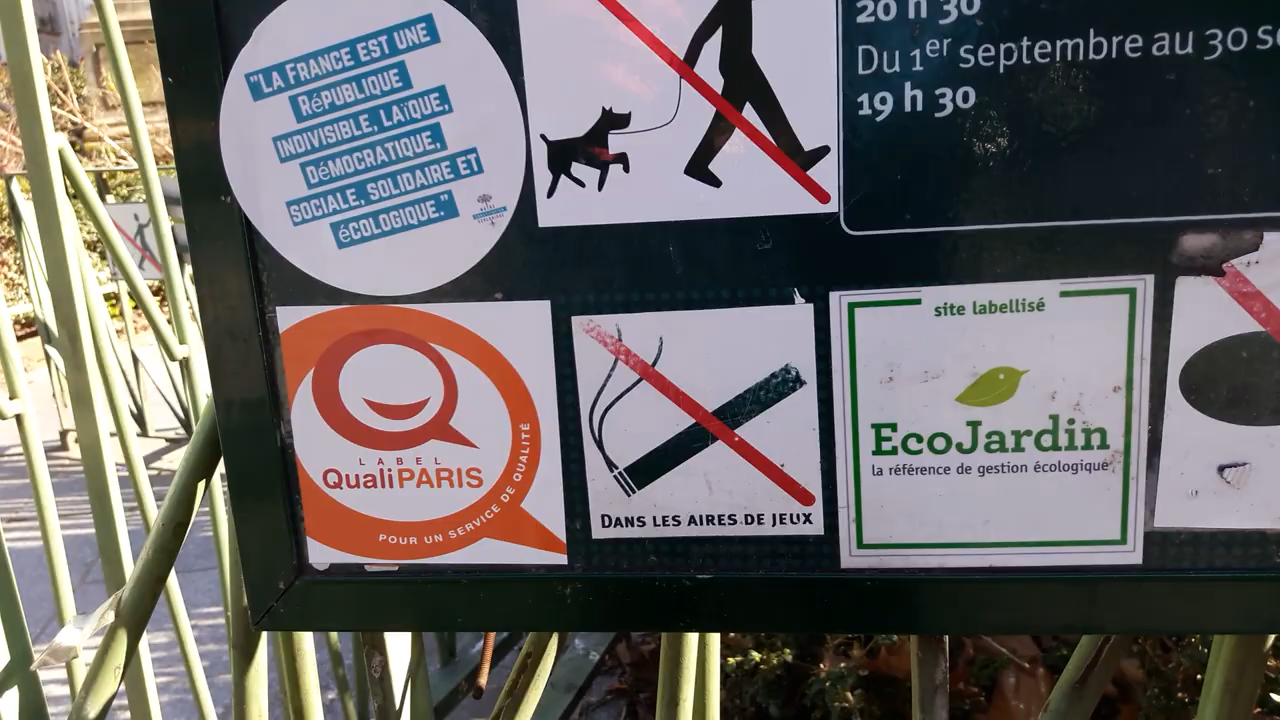 "LA FRANCE EST UNE
RéPUBLIQUE
INDIVISIBLE, LAïQUE,
DéMOCRATIQUE,
SOCIALE, SOLIDAIRE ET
éCOLOGIQUE."
20 h 30
Du 1er septembre au 30 s
19 h 30
LABEL
QualiPARIS
POUR UN SERVICE DE QUALITÉ
DANS LES AIRES DE JEUX
site labellisé
EcoJardin
la référence de gestion écologique